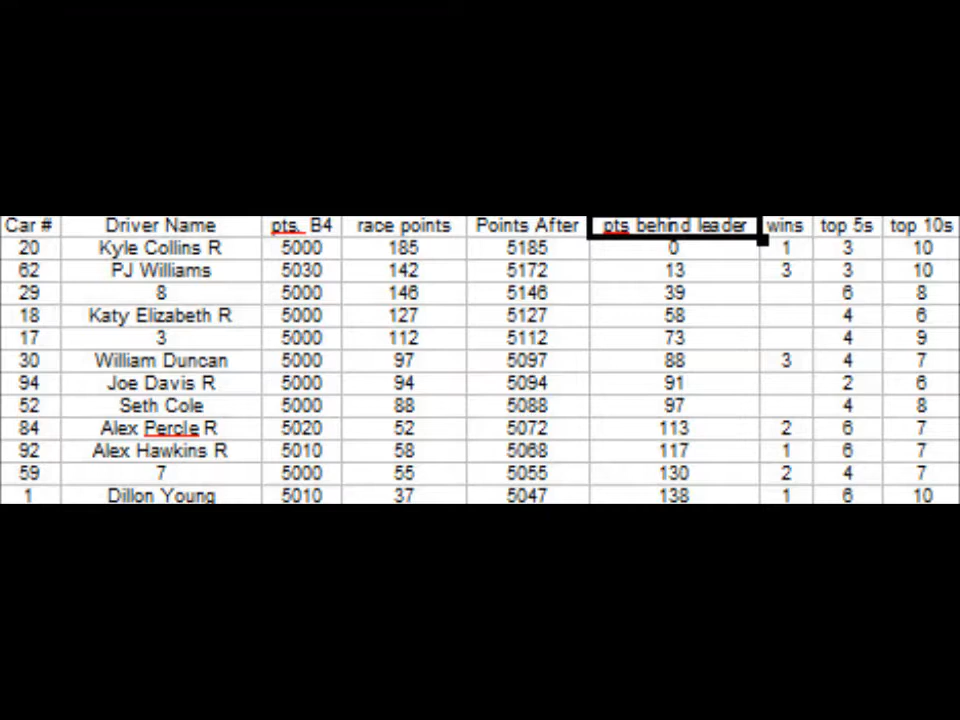 Car # Driver Name pts. B4 race points Points After pts behind leader wins top 5s top 10s
20 Kyle Collins R 5000 185 5185 0 1 3 10
62 PJ Williams 5030 142 5172 13 3 3 10
29 8 5000 146 5146 39 6 8
18 Katy Elizabeth R 5000 127 5127 58 4 6
17 3 5000 112 5112 73 4 9
30 William Duncan 5000 97 5097 88 3 4 7
94 Joe Davis R 5000 94 5094 91 2 6
52 Seth Cole 5000 88 5088 97 4 8
84 Alex Percle R 5020 52 5072 113 2 6 7
92 Alex Hawkins R 5010 58 5068 117 1 6 7
59 7 5000 55 5055 130 2 4 7
1 Dillon Young 5010 37 5047 138 1 6 10